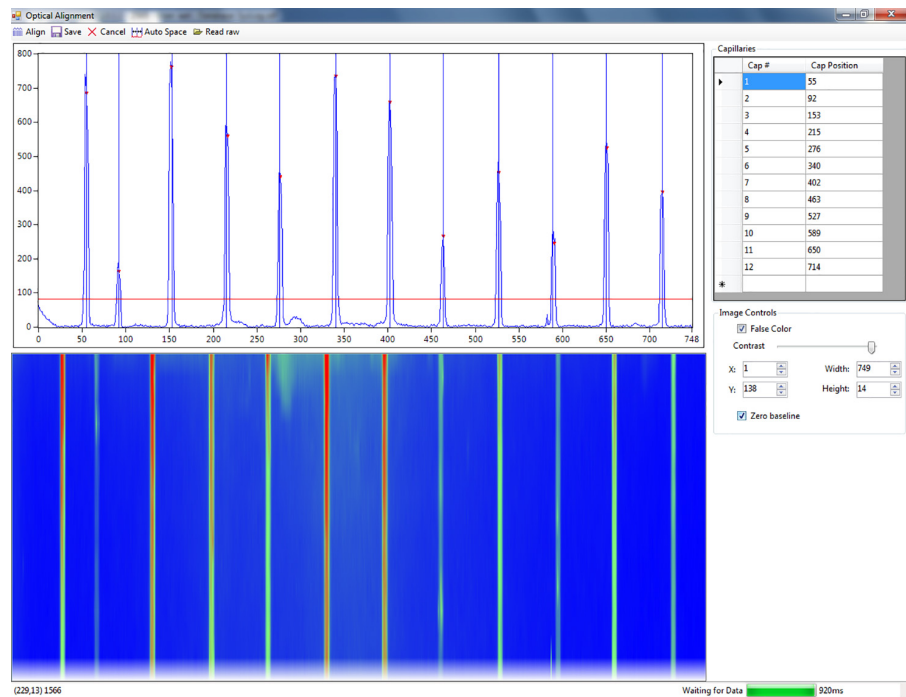 Optical Alignment
Align Save Cancel Auto Space Read raw
800
700
600
500
400
300
200
100
0
0 50 100 150 200 250 300 350 400 450 500 550 600 650 700 748
Capillaries
Cap # Cap Position
1 55
2 92
3 153
4 215
5 276
6 340
7 402
8 463
9 527
10 589
11 650
12 714
Image Controls
False Color
Contrast
X: 1 Width: 749
Y: 138 Height: 14
Zero baseline
(229,13) 1566
Waiting for Data 920ms